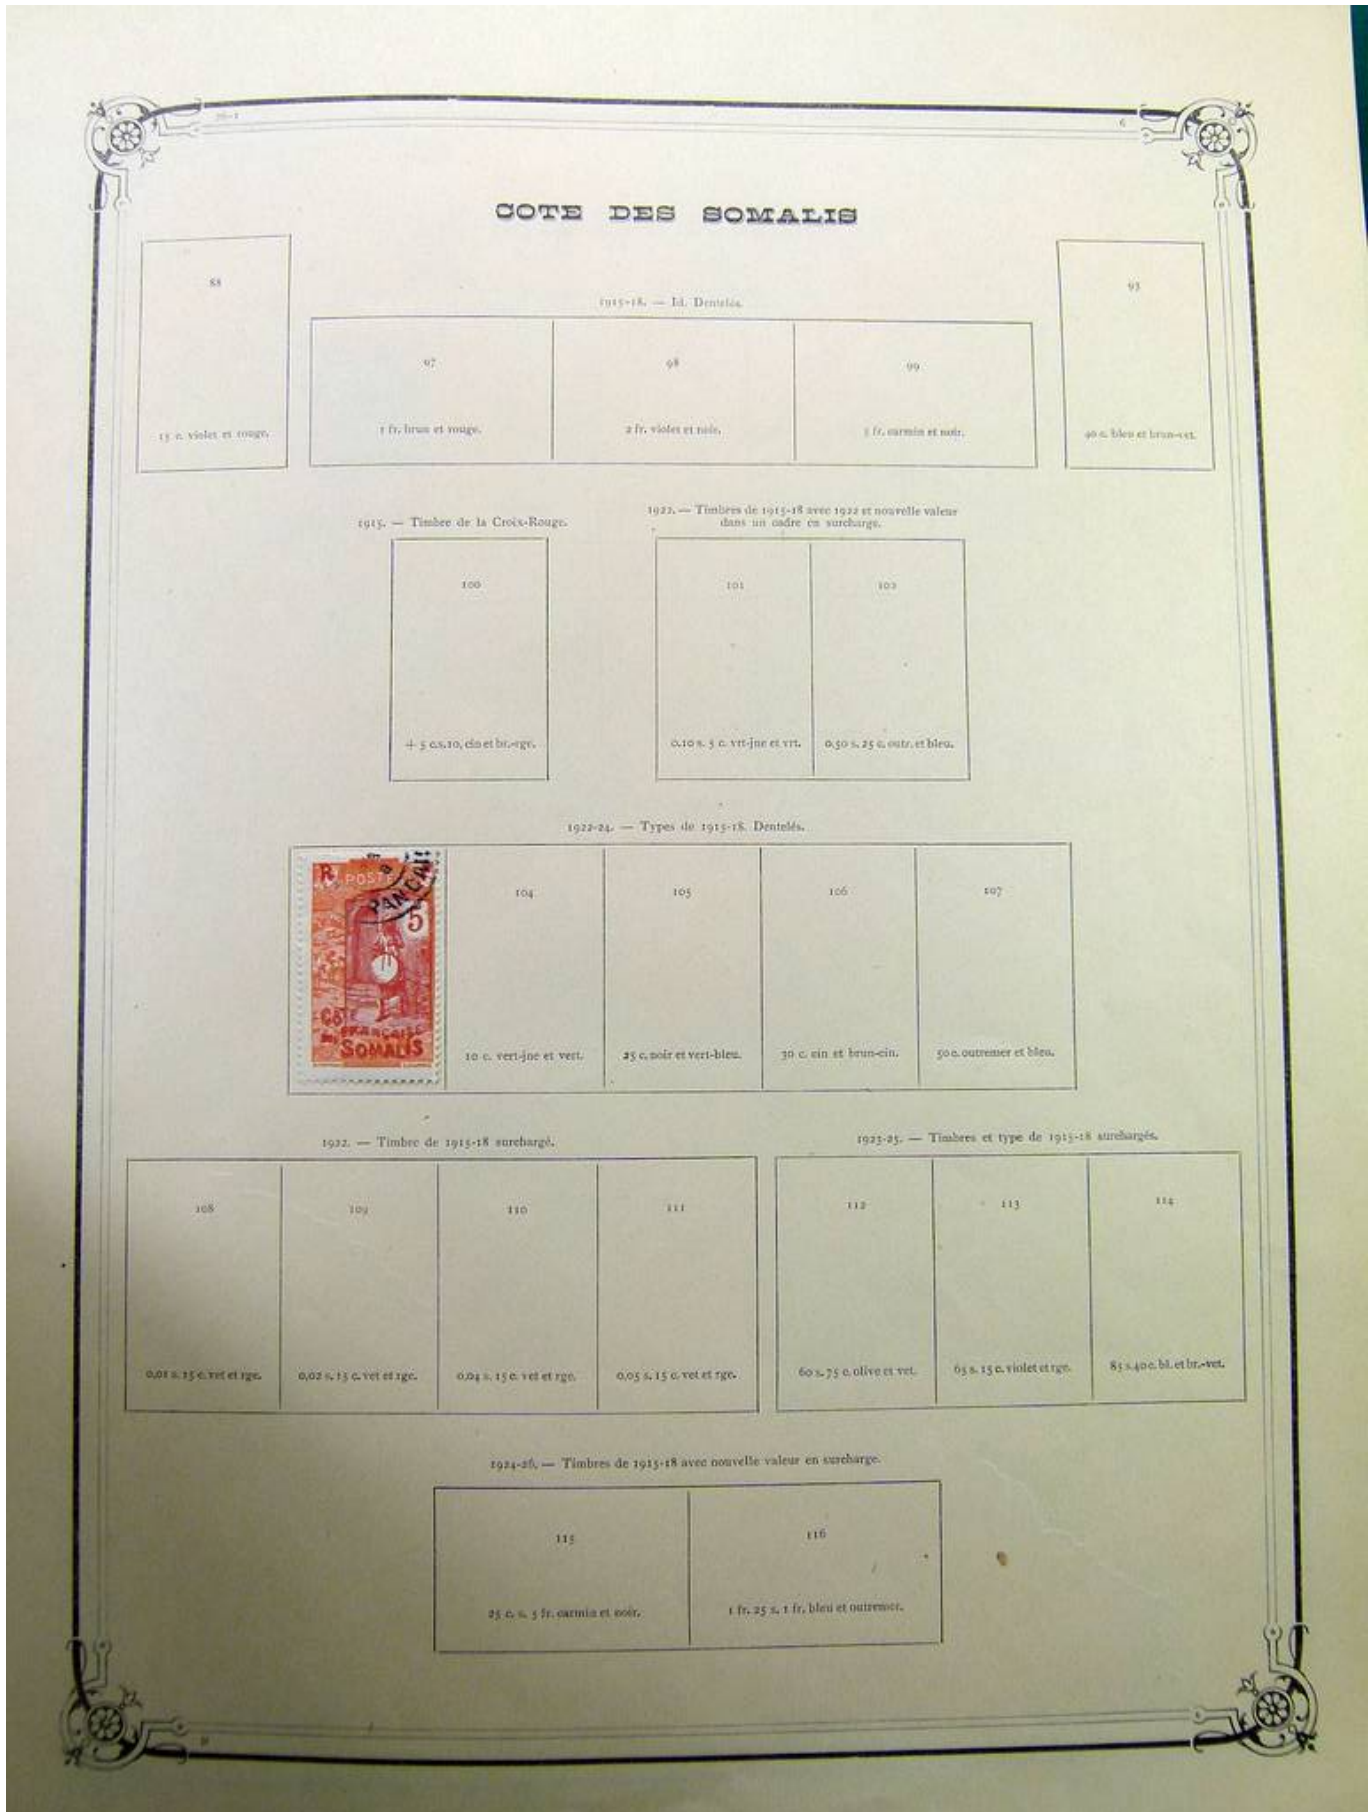 COTE DES SOMALIS
88
15 c. violet et rouge.
1915-18. — Id. Dentelés.
97
1 fr. brun et rouge.
98
2 fr. violet et noir.
99
5 fr. carmin et noir.
93
40 c. bleu et brun-vet.
1915. — Timbre de la Croix-Rouge.
100
+ 5 c.s.10, cin et br.-rge.
1922. — Timbres de 1915-18 avec 1922 et nouvelle valeur
dans un cadre en surcharge.
101
0.10 s. 5 c. vrt-jne et vrt.
102
0.50 s. 25 c. outr. et bleu.
1922-24. — Types de 1915-18. Dentelés.
POSTE
5
FRANÇAISE
SOMALIS
104
10 c. vert-jne et vert.
105
25 c. noir et vert-bleu.
106
30 c. cin et brun-cin.
107
50 c. outremer et bleu.
1922. — Timbre de 1915-18 surchargé.
108
0,01 s. 15 c. vet et rge.
109
0,02 s. 15 c. vet et rge.
110
0,04 s. 15 c. vet et rge.
111
0,05 s. 15 c. vet et rge.
1923-25. — Timbres et type de 1915-18 surchargés.
112
60 s. 75 c. olive et vet.
113
65 s. 15 c. violet et rge.
114
85 s.40 c. bl. et br.-vet.
1924-26. — Timbres de 1915-18 avec nouvelle valeur en surcharge.
115
25 c. s. 5 fr. carmin et noir.
116
1 fr. 25 s. 1 fr. bleu et outremer.